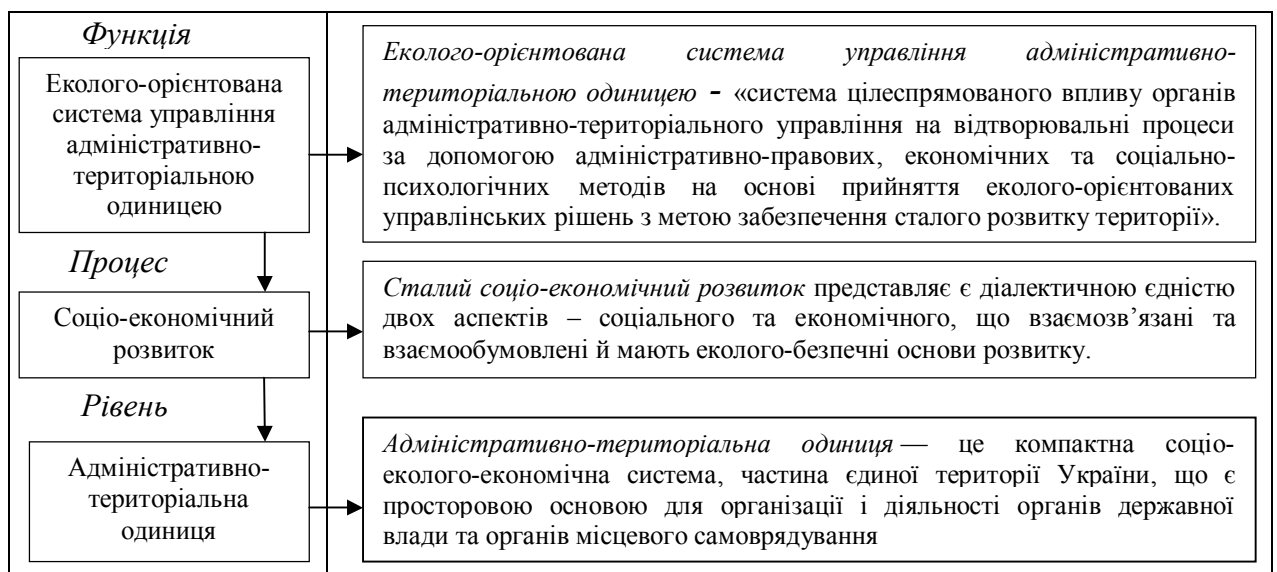 Функція
Еколого-орієнтована
система управління
адміністративно-
територіальною
одиницею
Еколого-орієнтована система управління адміністративно-
територіальною одиницею - «система цілеспрямованого впливу органів
адміністративно-територіального управління на відтворювальні процеси
за допомогою адміністративно-правових, економічних та соціально-
психологічних методів на основі прийняття еколого-орієнтованих
управлінських рішень з метою забезпечення сталого розвитку території».
Процес
Соціо-економічний
розвиток
Сталий соціо-економічний розвиток представляє є діалектичною єдністю
двох аспектів – соціального та економічного, що взаємозв’язані та
взаємообумовлені й мають еколого-безпечні основи розвитку.
Рівень
Адміністративно-
територіальна
одиниця
Адміністративно-територіальна одиниця — це компактна соціо-
еколого-економічна система, частина єдиної території України, що є
просторовою основою для організації і діяльності органів державної
влади та органів місцевого самоврядування